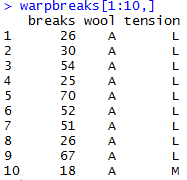 > warpbreaks[1:10,]
   breaks wool tension
1      26    A       L
2      30    A       L
3      54    A       L
4      25    A       L
5      70    A       L
6      52    A       L
7      51    A       L
8      26    A       L
9      67    A       L
10     18    A       M